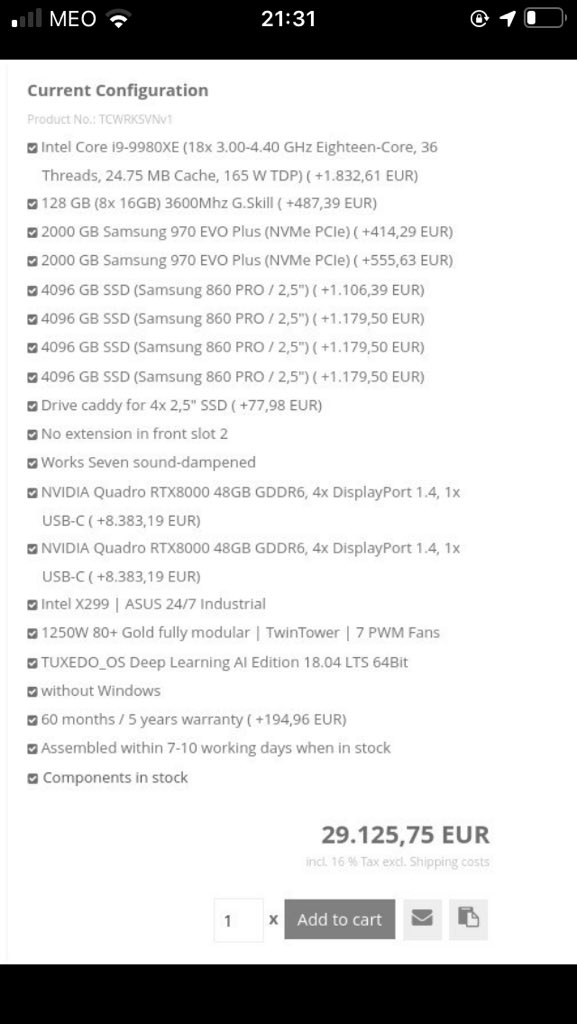 MEO
21:31
Current Configuration
Product No.: TCWRKSVNv1
Intel Core i9-9980XE (18x 3.00-4.40 GHz Eighteen-Core, 36
Threads, 24.75 MB Cache, 165 W TDP) ( +1.832,61 EUR)
128 GB (8x 16GB) 3600Mhz G.Skill ( +487,39 EUR)
2000 GB Samsung 970 EVO Plus (NVMe PCIe) ( +414,29 EUR)
2000 GB Samsung 970 EVO Plus (NVMe PCIe) ( +555,63 EUR)
4096 GB SSD (Samsung 860 PRO / 2,5") ( +1.106,39 EUR)
4096 GB SSD (Samsung 860 PRO / 2,5") ( +1.179,50 EUR)
4096 GB SSD (Samsung 860 PRO / 2,5") ( +1.179,50 EUR)
4096 GB SSD (Samsung 860 PRO / 2,5") ( +1.179,50 EUR)
Drive caddy for 4x 2,5" SSD ( +77,98 EUR)
No extension in front slot 2
Works Seven sound-dampened
NVIDIA Quadro RTX8000 48GB GDDR6, 4x DisplayPort 1.4, 1x
USB-C ( +8.383,19 EUR)
NVIDIA Quadro RTX8000 48GB GDDR6, 4x DisplayPort 1.4, 1x
USB-C ( +8.383,19 EUR)
Intel X299 | ASUS 24/7 Industrial
1250W 80+ Gold fully modular | TwinTower | 7 PWM Fans
TUXEDO_OS Deep Learning AI Edition 18.04 LTS 64Bit
without Windows
60 months / 5 years warranty ( +194,96 EUR)
Assembled within 7-10 working days when in stock
Components in stock
29.125,75 EUR
incl. 16 % Tax excl. Shipping costs
1 x Add to cart